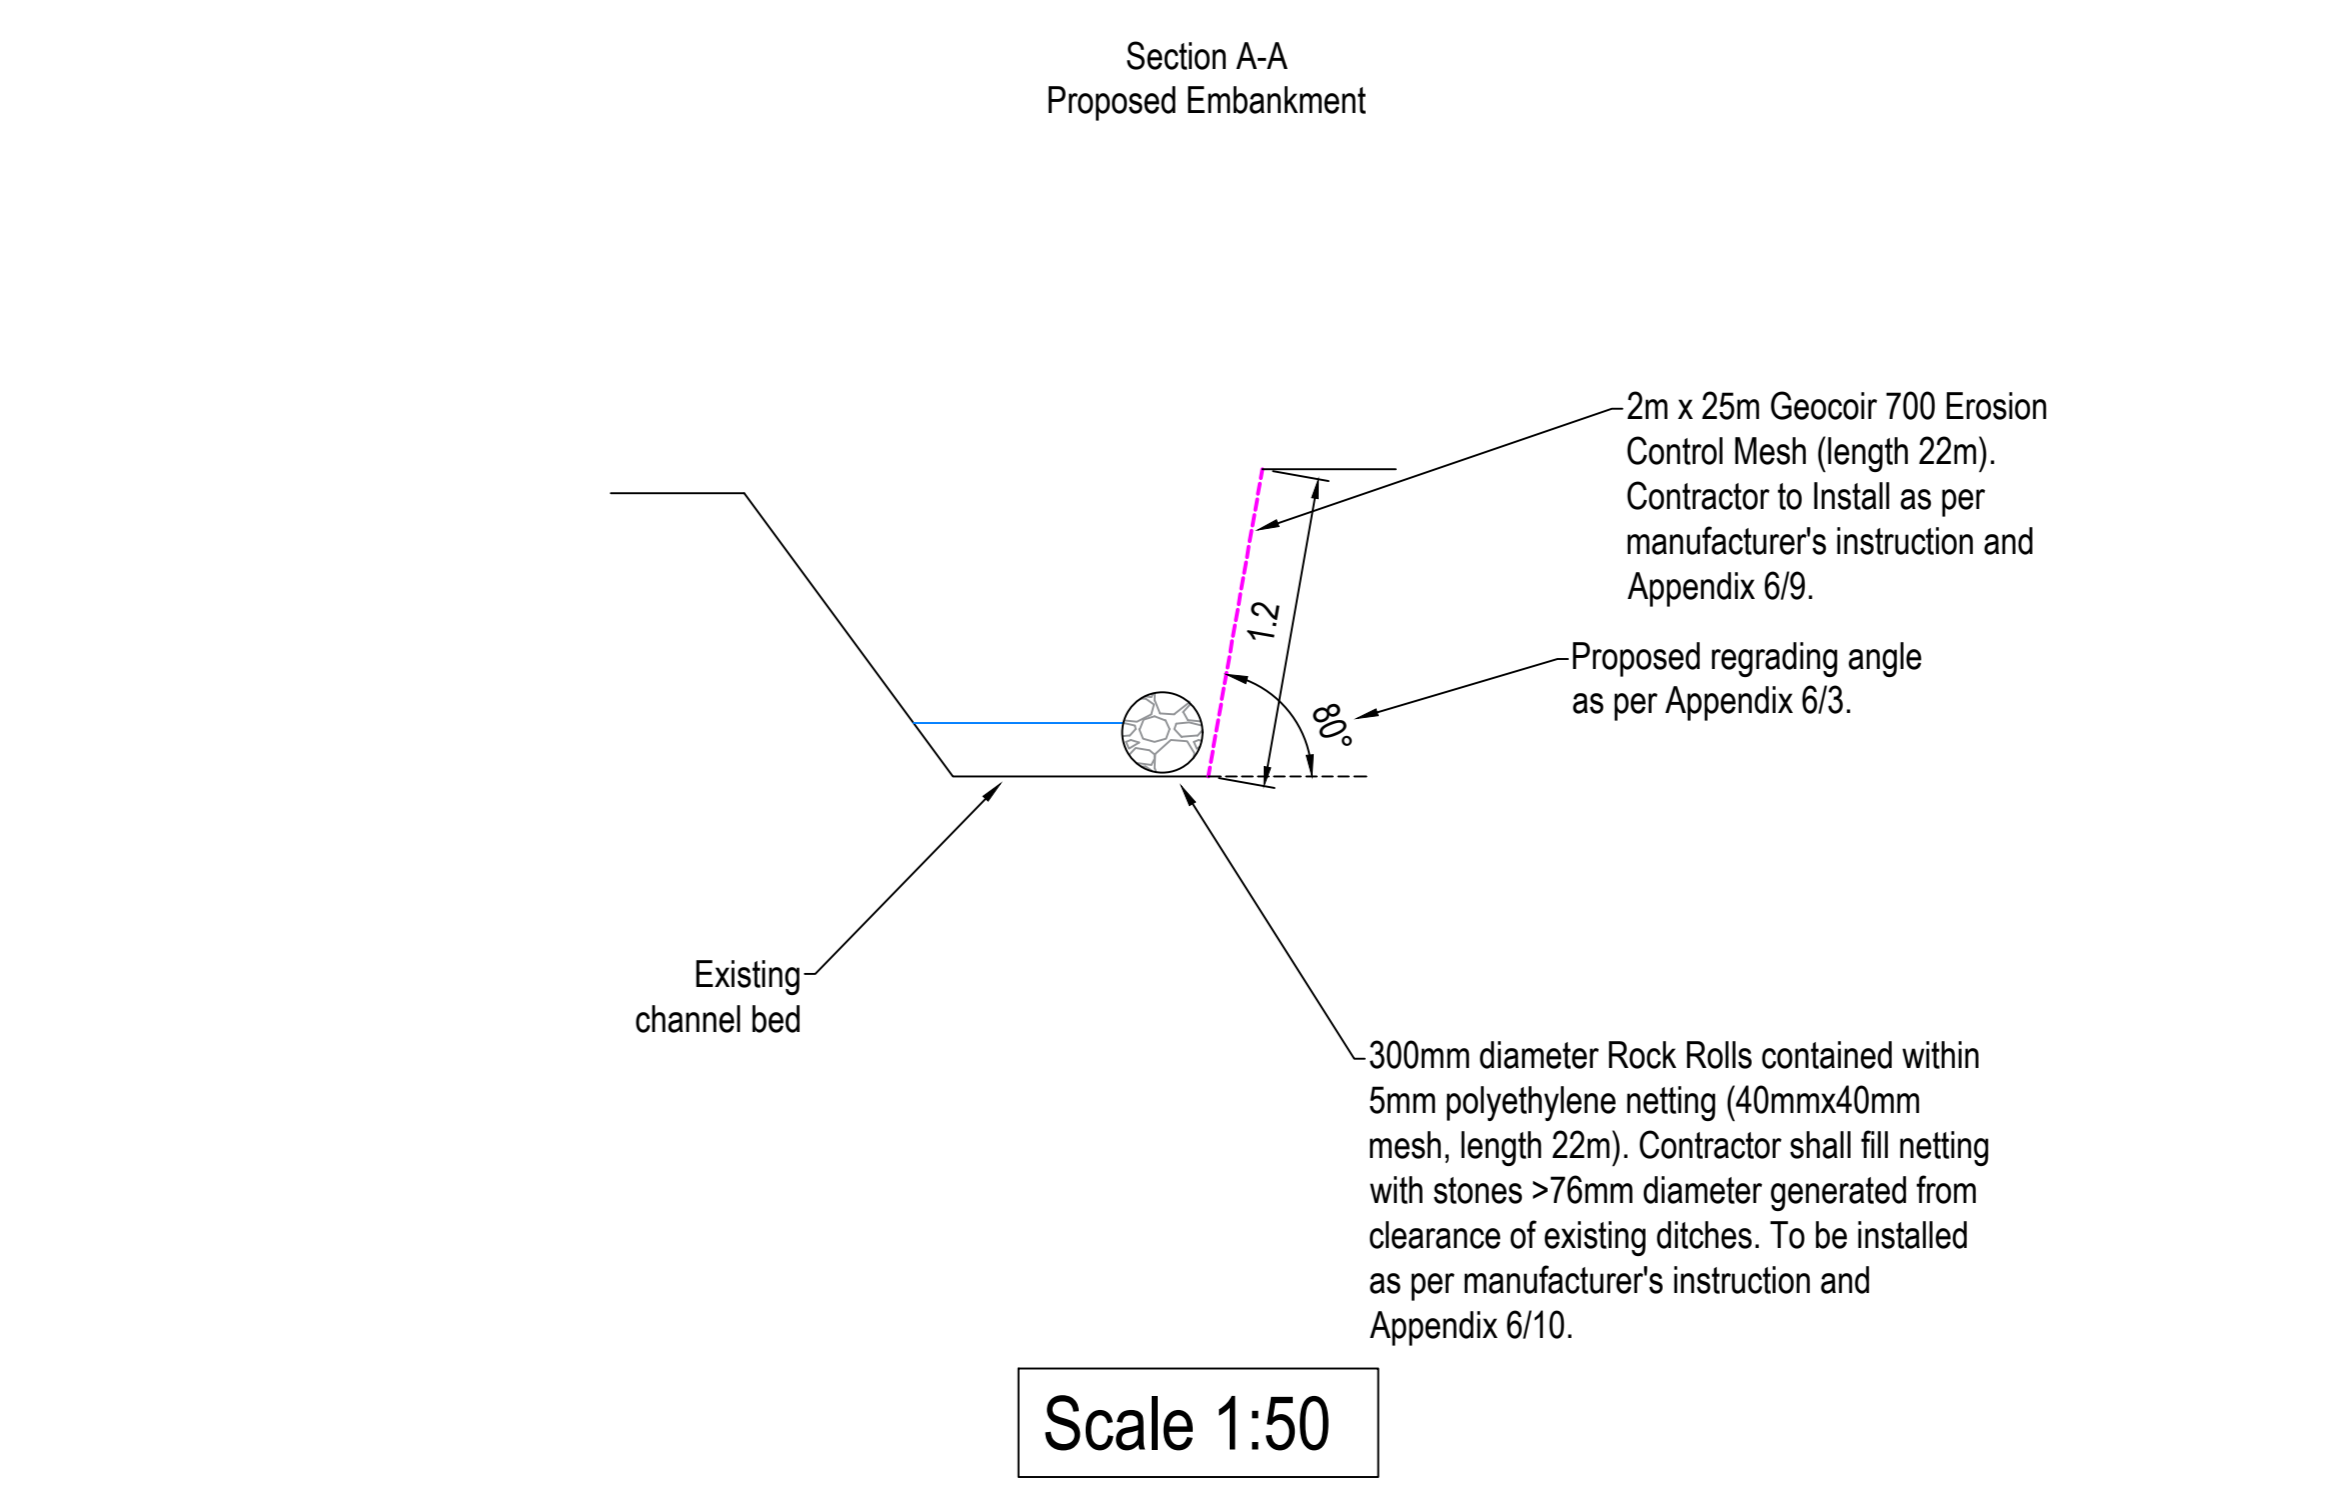 Section A-A
Proposed Embankment
2m x 25m Geocoir 700 Erosion
Control Mesh (length 22m).
Contractor to Install as per
manufacturer's instruction and
Appendix 6/9.
1.2
Proposed regrading angle
as per Appendix 6/3.
80°
Existing
channel bed
300mm diameter Rock Rolls contained within
5mm polyethylene netting (40mmx40mm
mesh, length 22m). Contractor shall fill netting
with stones >76mm diameter generated from
clearance of existing ditches. To be installed
as per manufacturer's instruction and
Appendix 6/10.
Scale 1:50